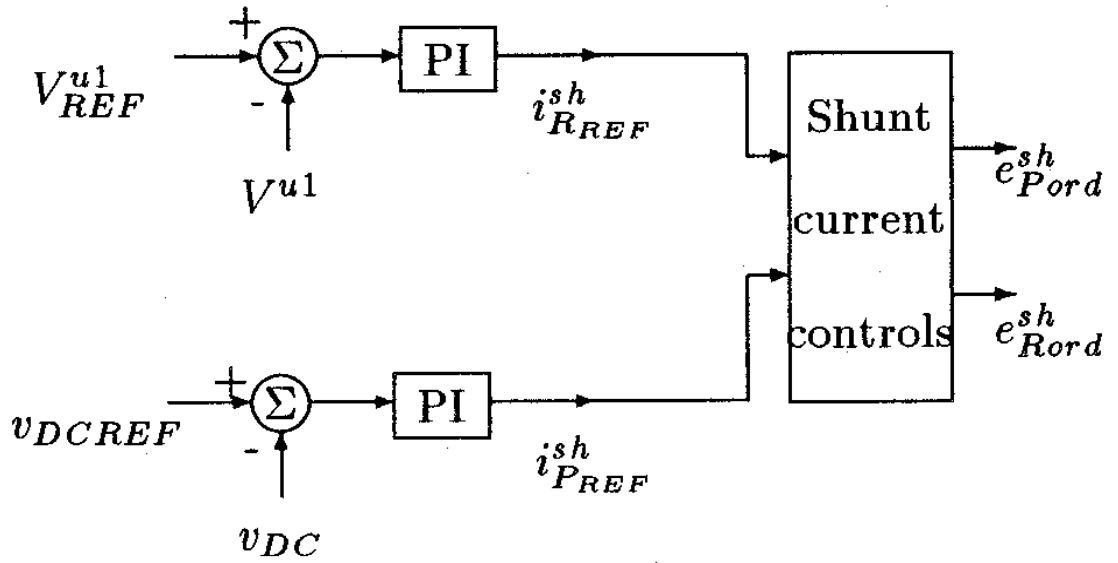 +
Σ
PI
V^{u1}_{REF}
-
i^{sh}_{R_{REF}}
V^{u1}
Shunt
current
controls
e^{sh}_{Pord}
e^{sh}_{Rord}
+
Σ
PI
v_{DCREF}
-
i^{sh}_{P_{REF}}
v_{DC}